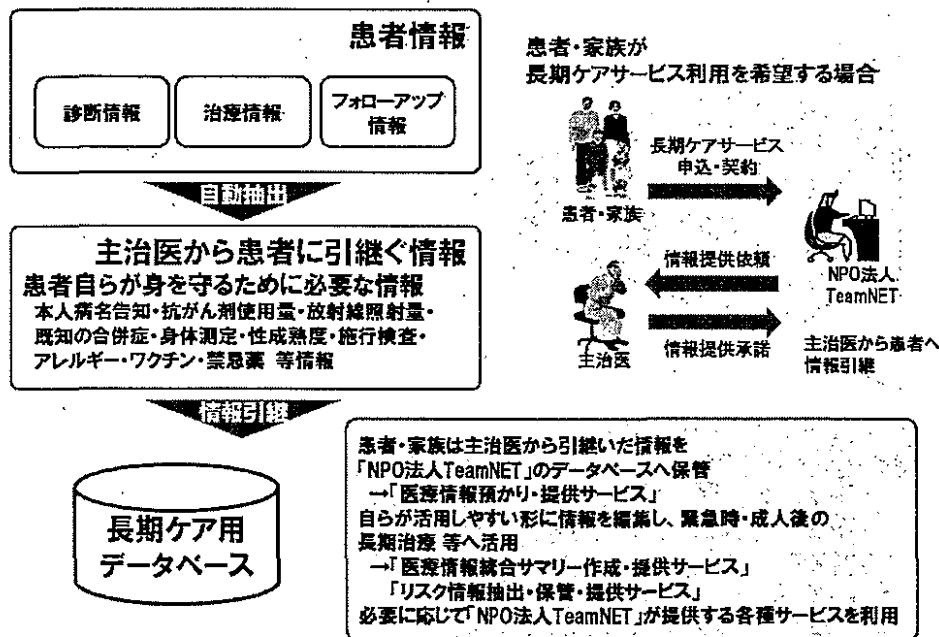 患者情報
診断情報
治療情報
フォローアップ
情報
自動抽出
主治医から患者に引継ぐ情報
患者自らが身を守るために必要な情報
本人病名告知・抗がん剤使用量・放射線照射量・
既知の合併症・身体測定・性成熟度・施行検査・
アレルギー・ワクチン・禁忌薬 等情報
情報引継
長期ケア用
データベース
患者・家族が
長期ケアサービス利用を希望する場合
長期ケアサービス
申込・契約
患者・家族
情報提供依頼
NPO法人
TeamNET
主治医
情報提供承諾
主治医から患者へ
情報引継
患者・家族は主治医から引継いだ情報を
「NPO法人TeamNET」のデータベースへ保管
→「医療情報預かり・提供サービス」
自らが活用しやすい形に情報を編集し、緊急時・成人後の
長期治療 等へ活用
→「医療情報統合サマリー作成・提供サービス」
「リスク情報抽出・保管・提供サービス」
必要に応じて「NPO法人TeamNET」が提供する各種サービスを利用